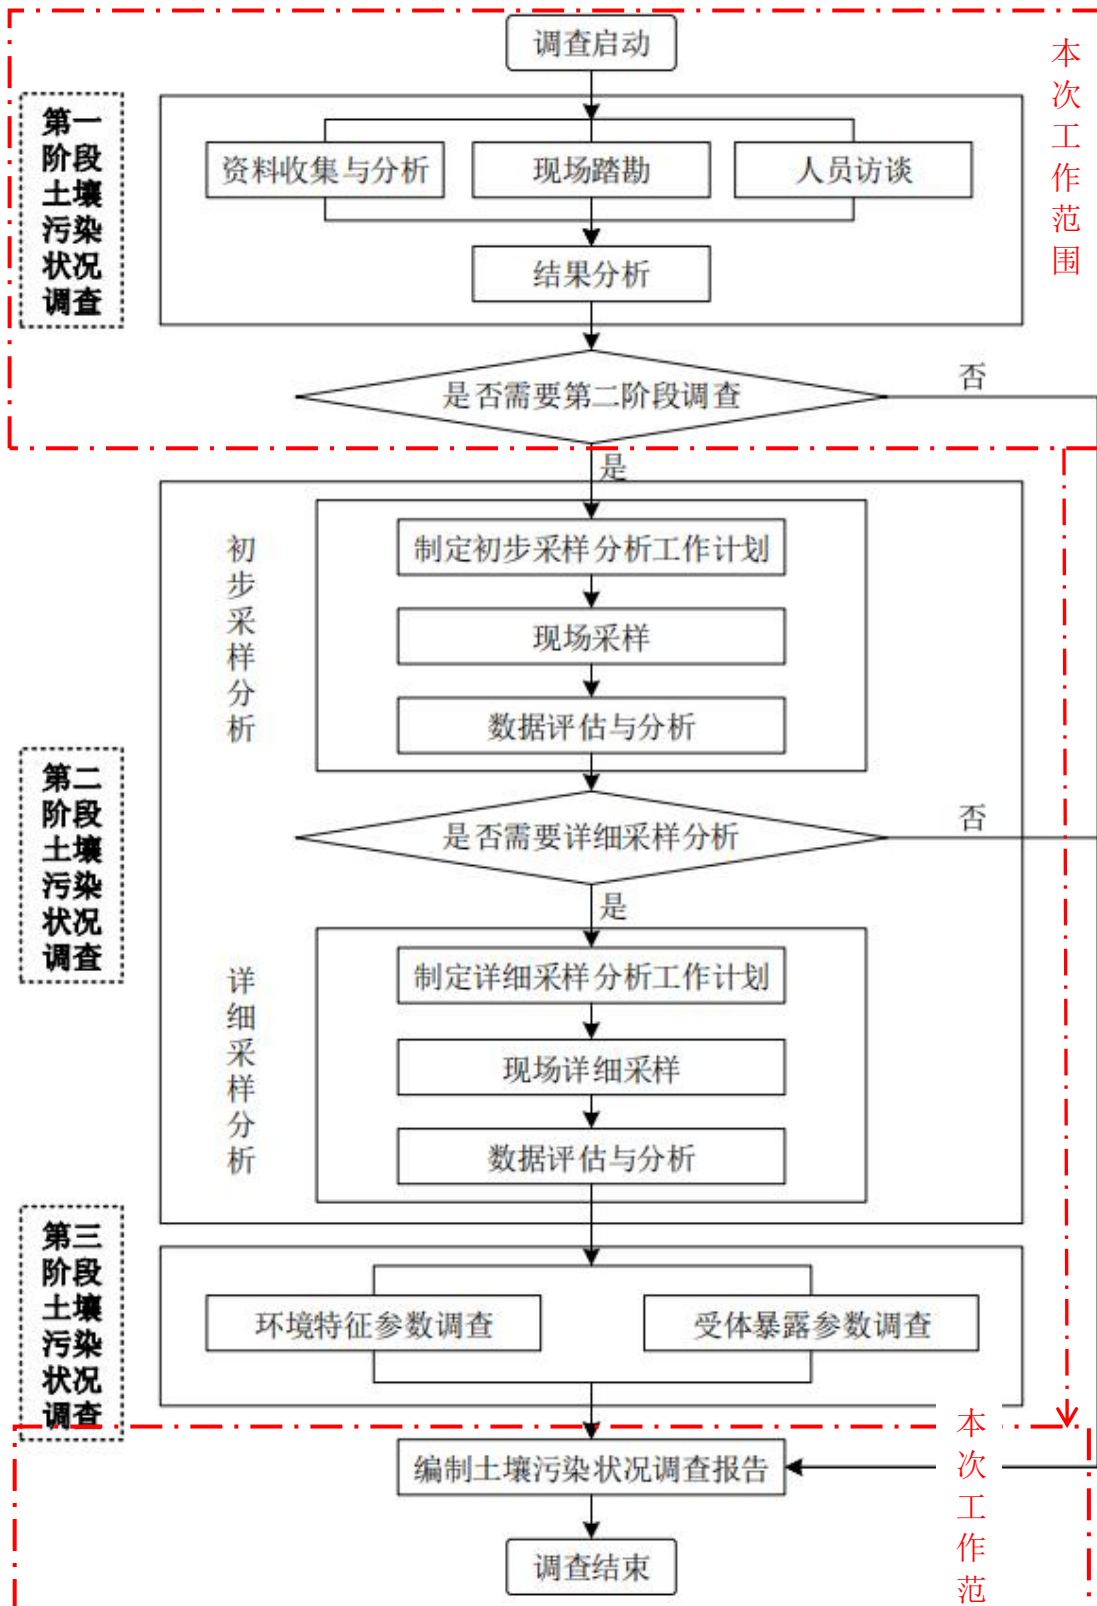 调查启动
本次工作范围
第一
阶段
土壤
污染
状况
调查
资料收集与分析
现场踏勘
人员访谈
结果分析
是否需要第二阶段调查
否
是
初步采样分析
制定初步采样分析工作计划
现场采样
数据评估与分析
第二
阶段
土壤
污染
状况
调查
是否需要详细采样分析
否
是
详细采样分析
制定详细采样分析工作计划
现场详细采样
数据评估与分析
第三
阶段
土壤
污染
状况
调查
环境特征参数调查
受体暴露参数调查
本次工作范
编制土壤污染状况调查报告
调查结束